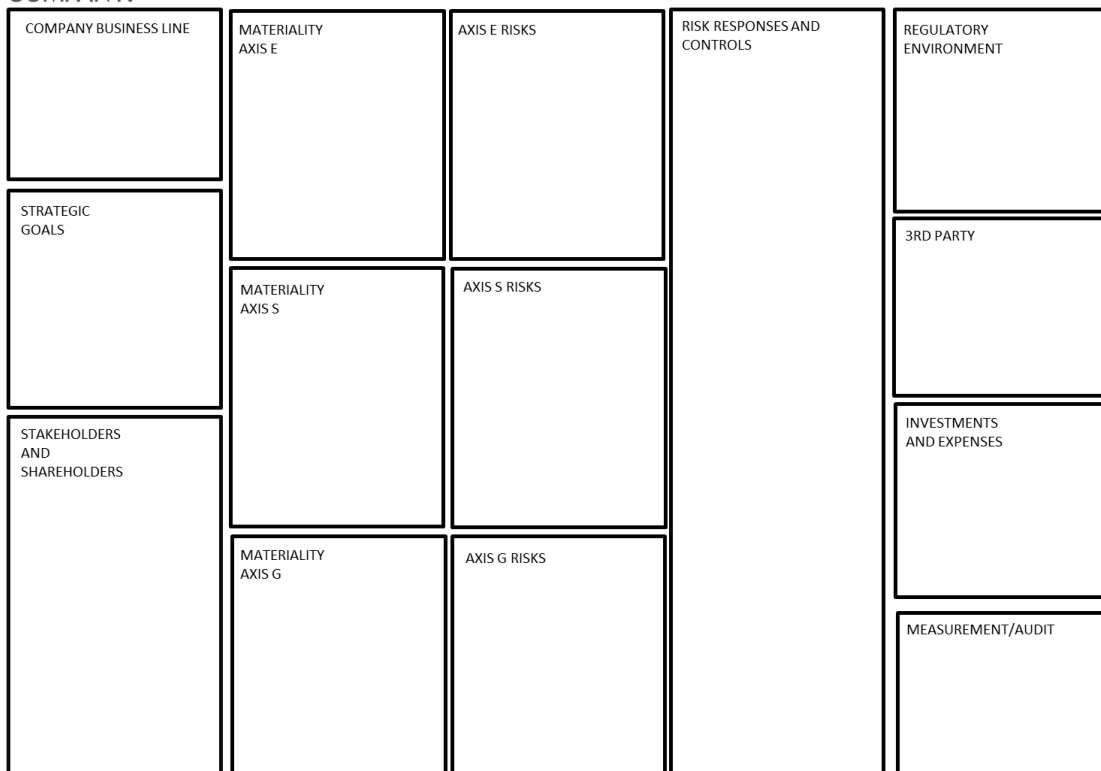 COMPANY:
COMPANY BUSINESS LINE
STRATEGIC
GOALS
STAKEHOLDERS
AND
SHAREHOLDERS
MATERIALITY
AXIS E
MATERIALITY
AXIS S
MATERIALITY
AXIS G
AXIS E RISKS
AXIS S RISKS
AXIS G RISKS
RISK RESPONSES AND
CONTROLS
REGULATORY
ENVIRONMENT
3RD PARTY
INVESTMENTS
AND EXPENSES
MEASUREMENT/AUDIT